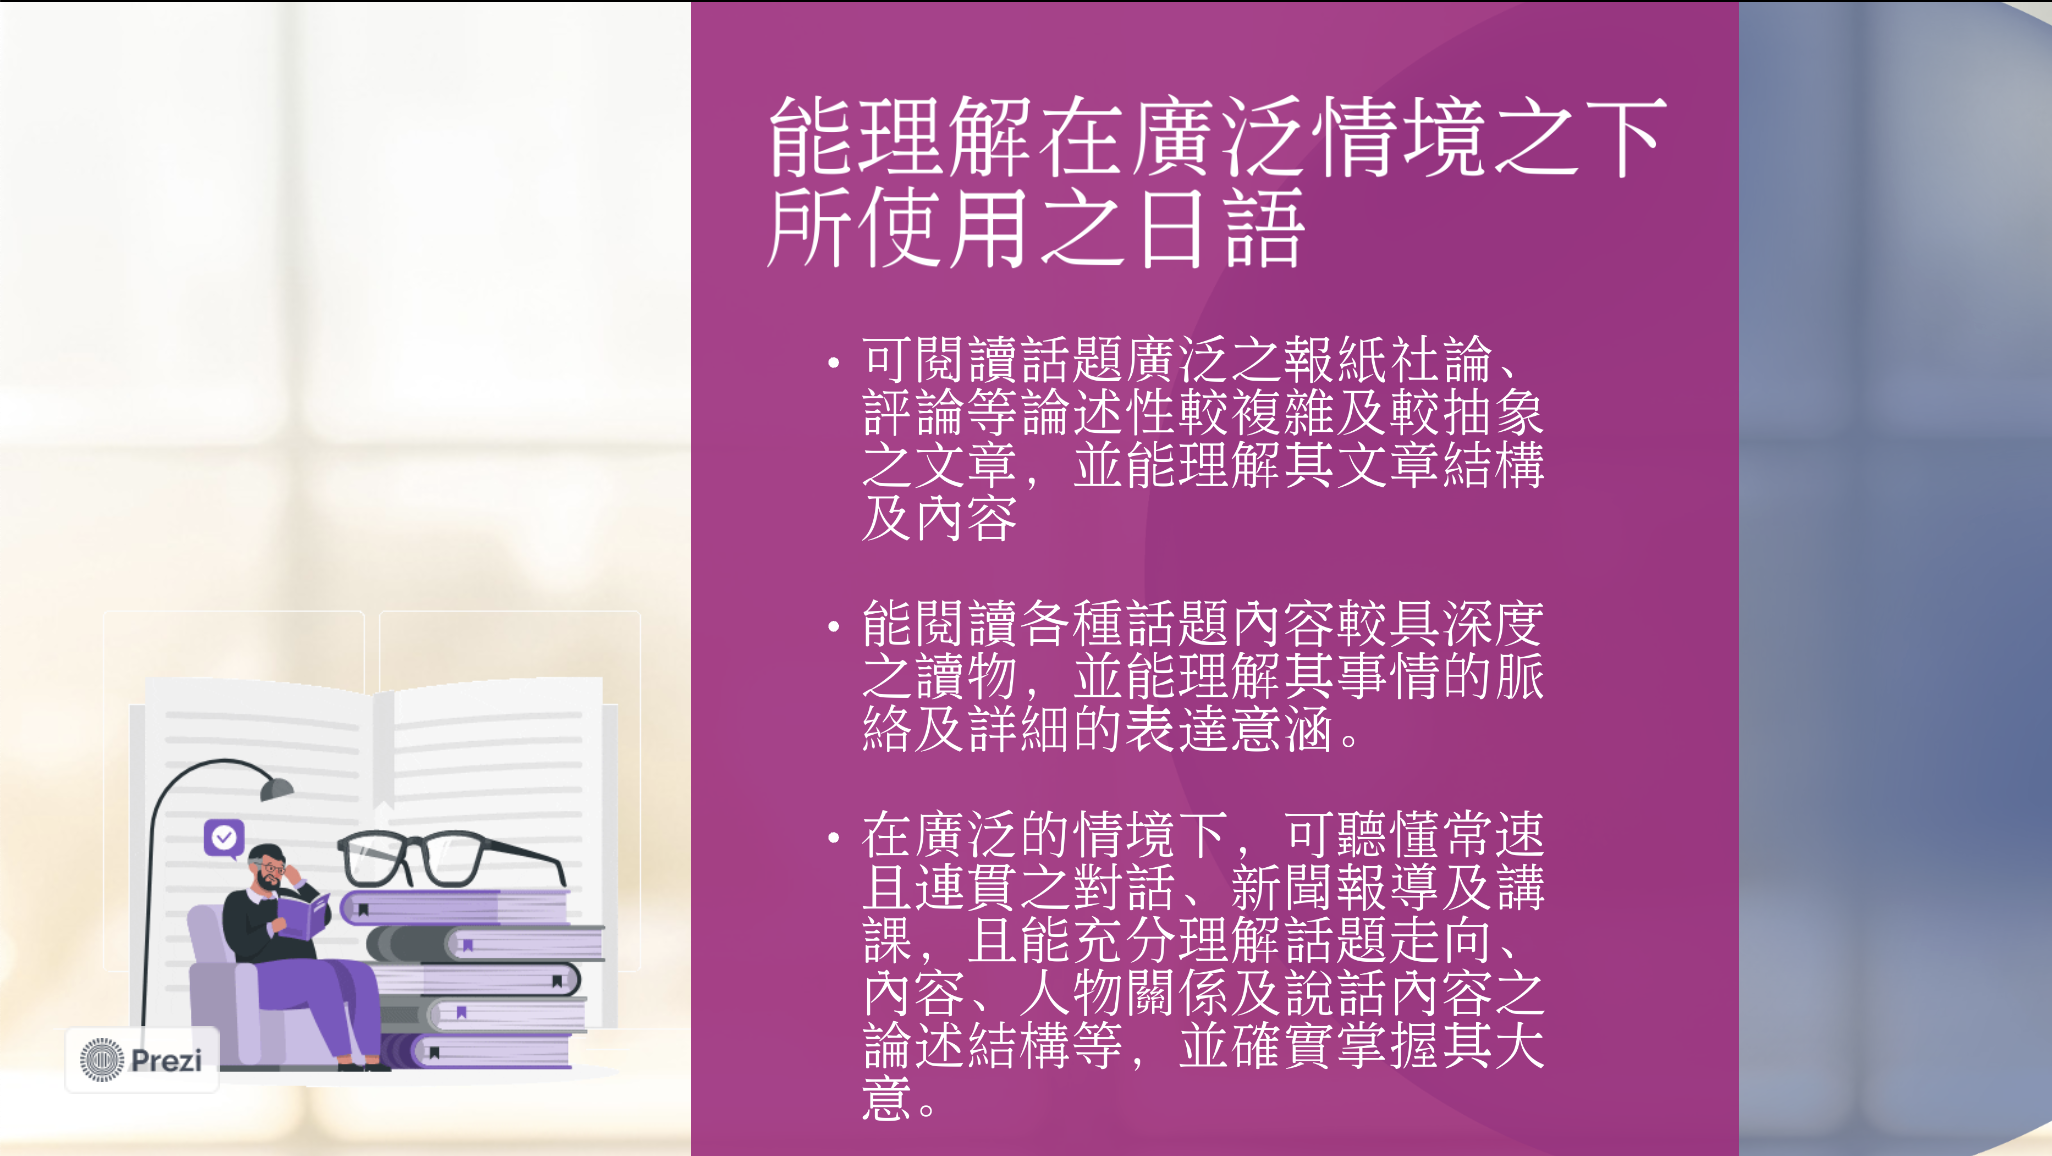 能理解在廣泛情境之下
所使用之日語
• 可閱讀話題廣泛之報紙社論、
評論等論述性較複雜及較抽象
之文章，並能理解其文章結構
及內容
• 能閱讀各種話題內容較具深度
之讀物，並能理解其事情的脈
絡及詳細的表達意涵。
• 在廣泛的情境下，可聽懂常速
且連貫之對話、新聞報導及講
課，且能充分理解話題走向、
內容、人物關係及說話內容之
論述結構等，並確實掌握其大
意。
Prezi